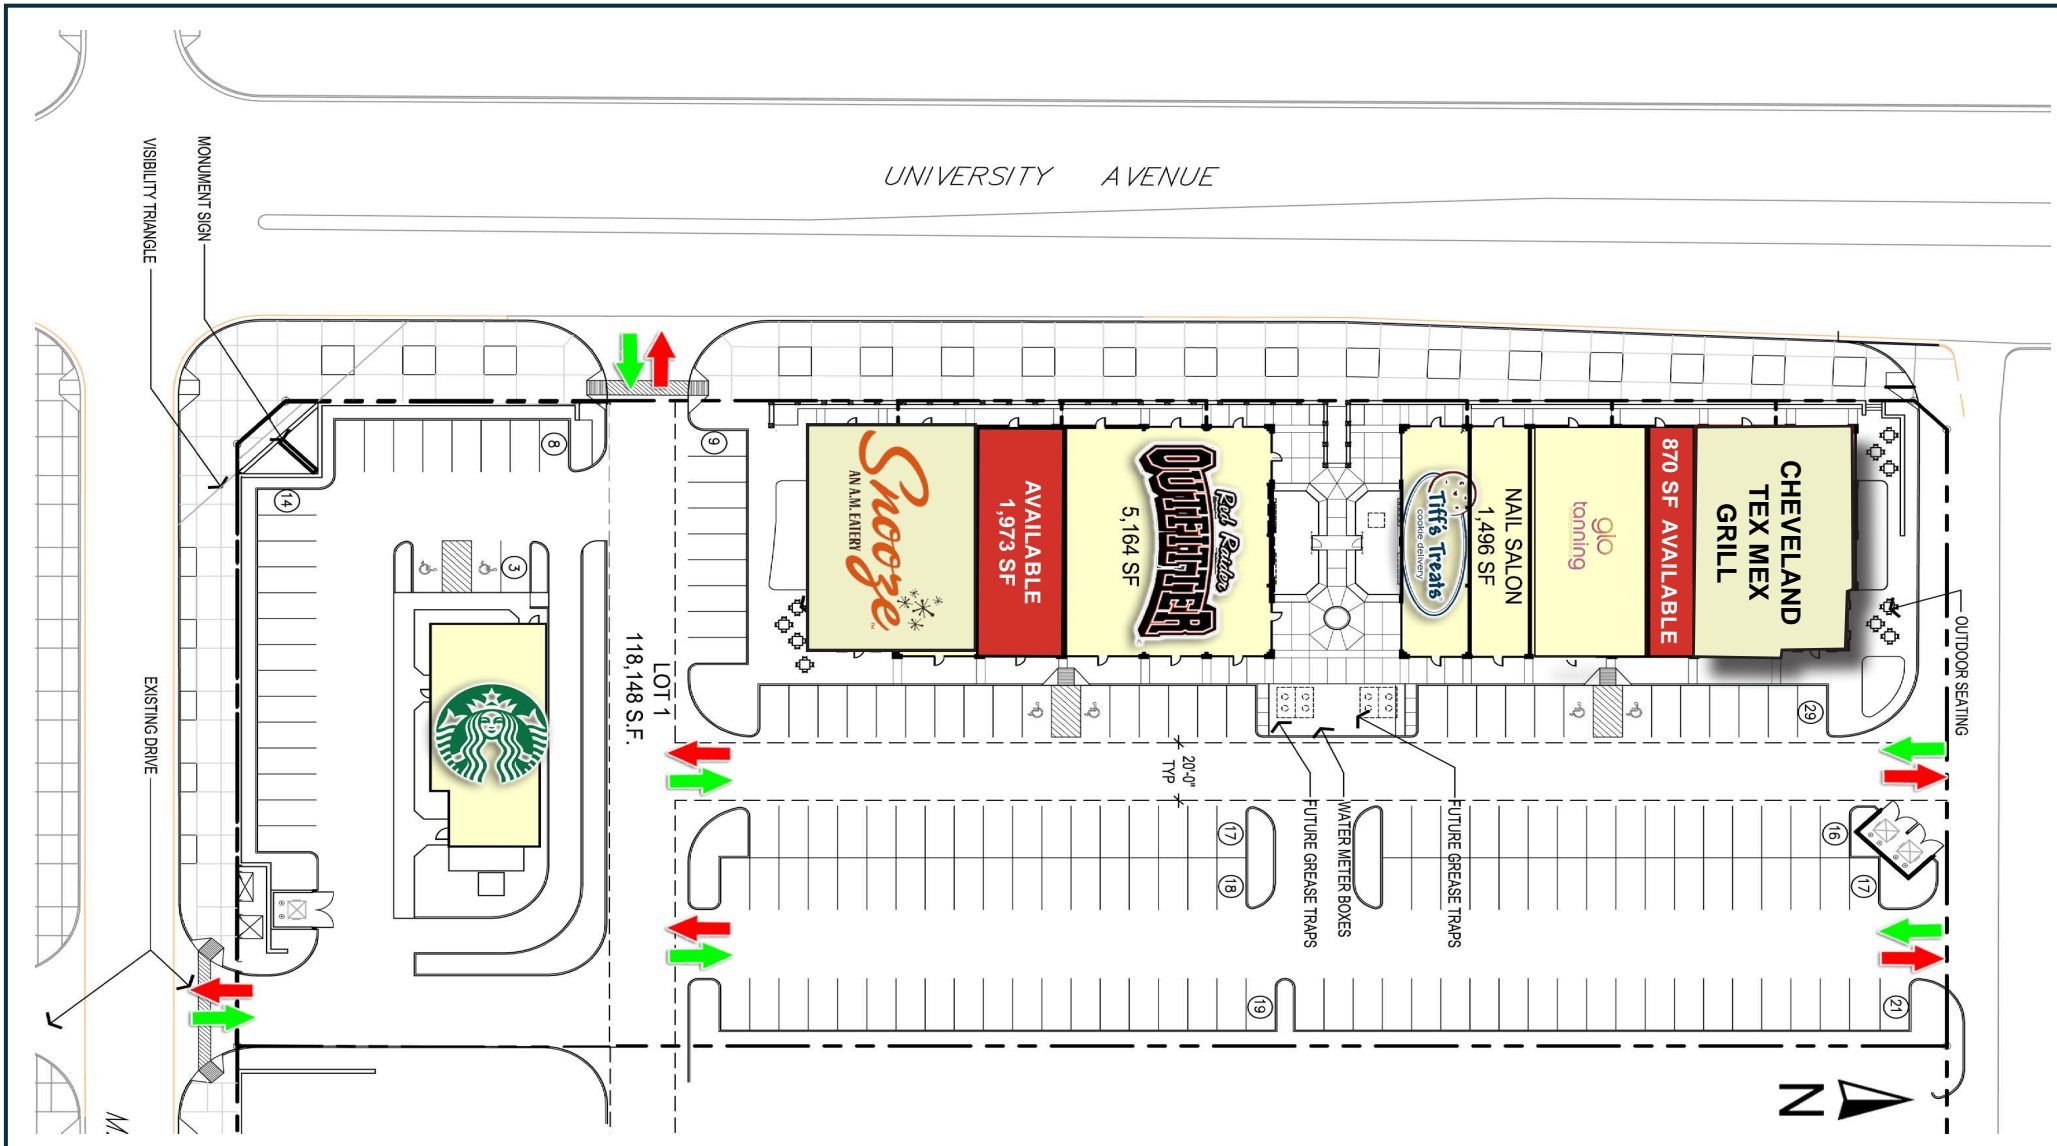 UNIVERSITY AVENUE
MONUMENT SIGN
VISIBILITY TRIANGLE
EXISTING DRIVE
8
14
3
9
LOT 1
118,148 S.F.
Snooze
AN A.M. EATERY
TM
AVAILABLE
1,973 SF
Red Raider
OUTFITTER
5,164 SF
Tiff's Treats
cookie delivery
NAIL SALON
1,496 SF
glo
tanning
870 SF AVAILABLE
CHEVELAND
TEX MEX
GRILL
OUTDOOR SEATING
29
20'-0"
TYP
FUTURE GREASE TRAPS
WATER METER BOXES
FUTURE GREASE TRAPS
17
18
16
17
19
21
N